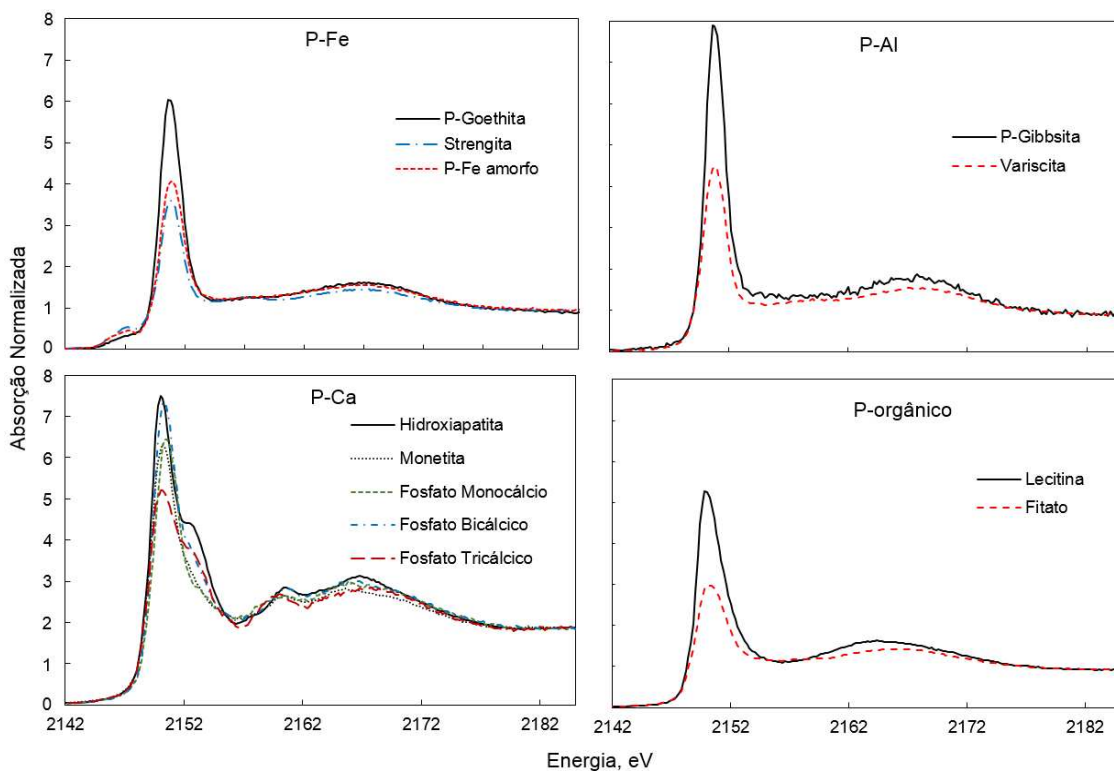 Absorção Normalizada
8
7
6
5
4
3
2
1
0
P-Fe
P-Goethita
Strengita
P-Fe amorfo
P-Al
P-Gibbsita
Variscita
8
7
6
5
4
3
2
1
0
P-Ca
Hidroxiapatita
Monetita
Fosfato Monocálcio
Fosfato Bicálcico
Fosfato Tricálcico
2142 2152 2162 2172 2182
P-orgânico
Lecitina
Fitato
2142 2152 2162 2172 2182
Energia, eV